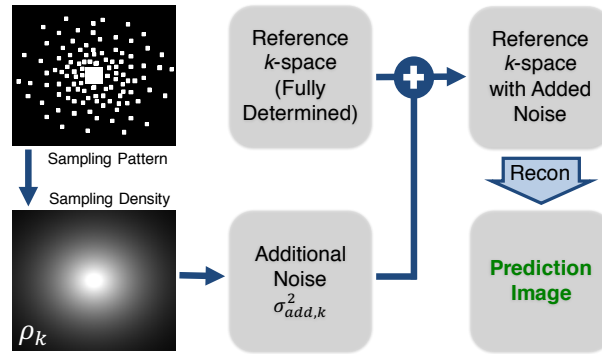 Reference
k-space
(Fully
Determined)
Reference
k-space
with Added
Noise
Sampling Pattern
Recon
Sampling Density
Additional
Noise
σ²add,k
Prediction
Image
ρk